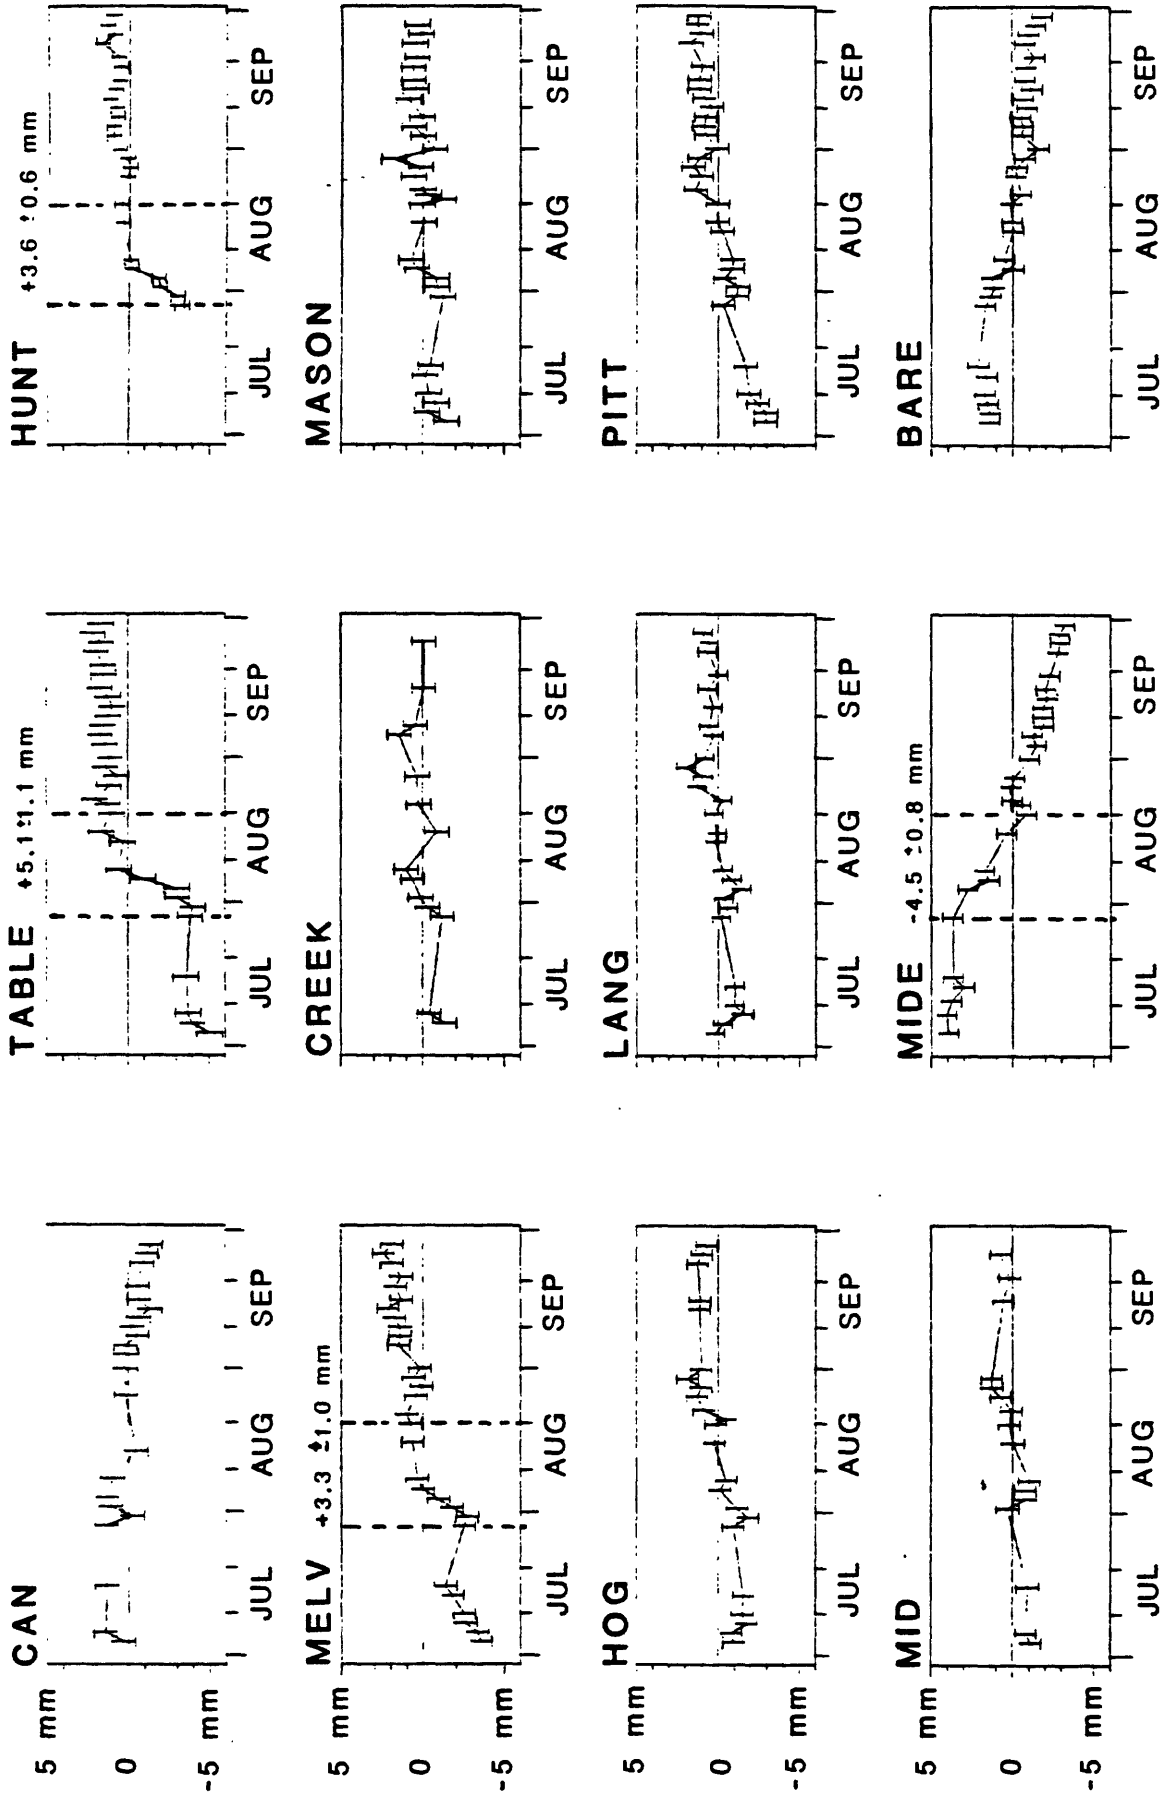 CAN TABLE +5.1±1.1 mm HUNT +3.6 ±0.6 mm
5 mm
0
-5 mm
JUL AUG SEP JUL AUG SEP JUL AUG SEP
MELV +3.3 ±1.0 mm CREEK MASON
5 mm
0
-5 mm
JUL AUG SEP JUL AUG SEP JUL AUG SEP
HOG LANG PITT
5 mm
0
-5 mm
JUL AUG SEP JUL AUG SEP JUL AUG SEP
MID MIDE -4.5 ±0.8 mm BARE
5 mm
0
-5 mm
JUL AUG SEP JUL AUG SEP JUL AUG SEP